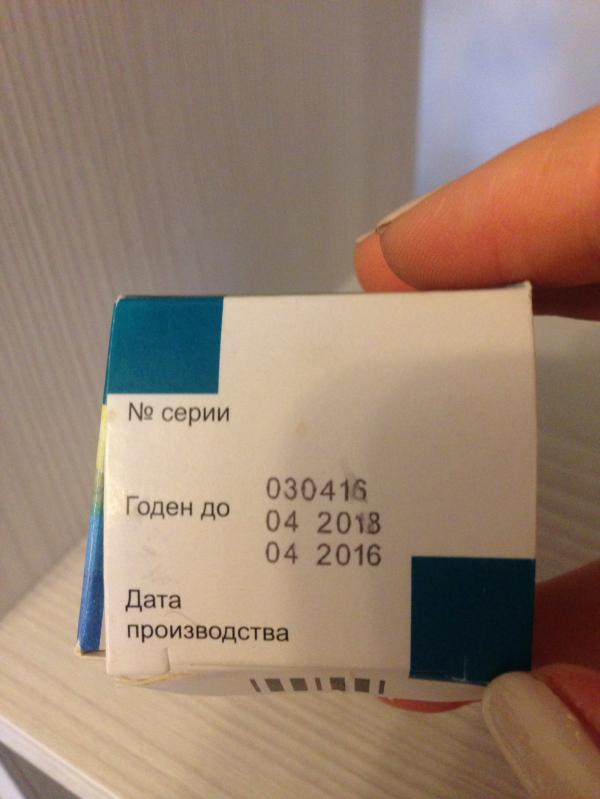 № серии
030416
Годен до
04 2018
04 2016
Дата
производства